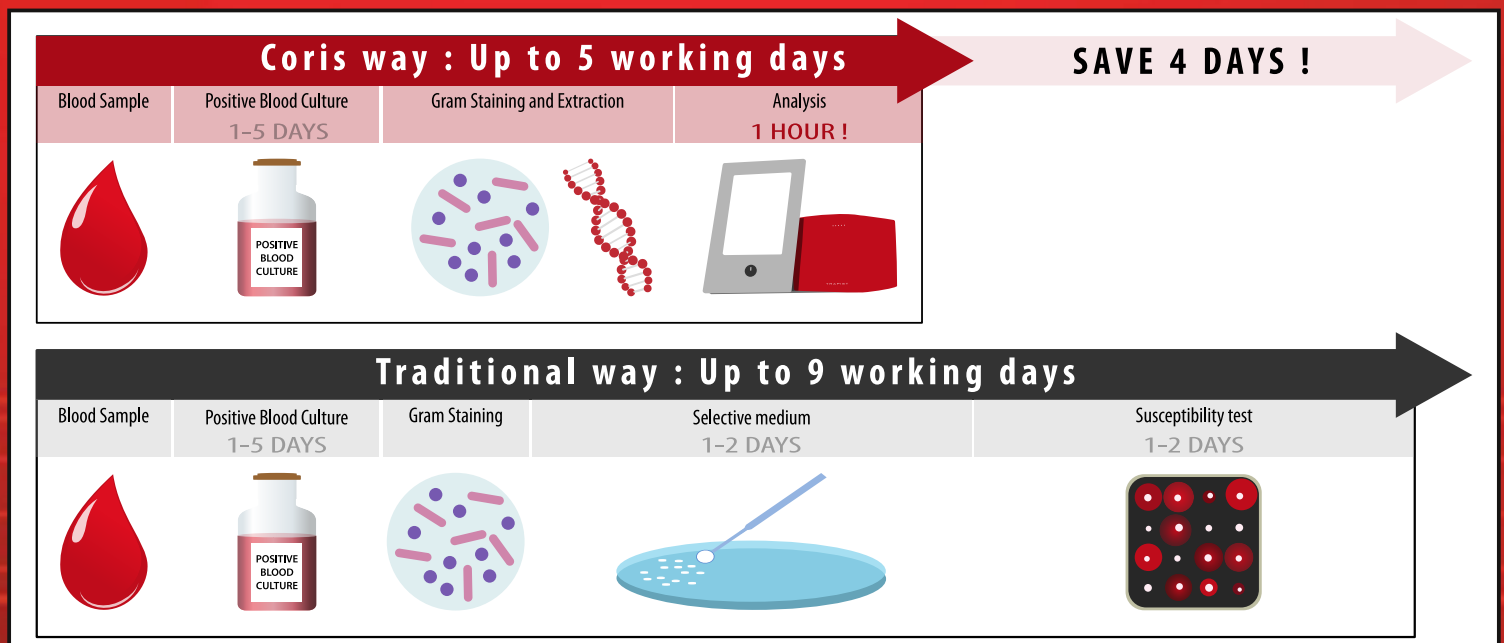 Coris way : Up to 5 working days
SAVE 4 DAYS !
Blood Sample
Positive Blood Culture
1-5 DAYS
Gram Staining and Extraction
Analysis
1 HOUR !
POSITIVE
BLOOD
CULTURE
Traditional way : Up to 9 working days
Blood Sample
Positive Blood Culture
1-5 DAYS
Gram Staining
Selective medium
1-2 DAYS
Susceptibility test
1-2 DAYS
POSITIVE
BLOOD
CULTURE